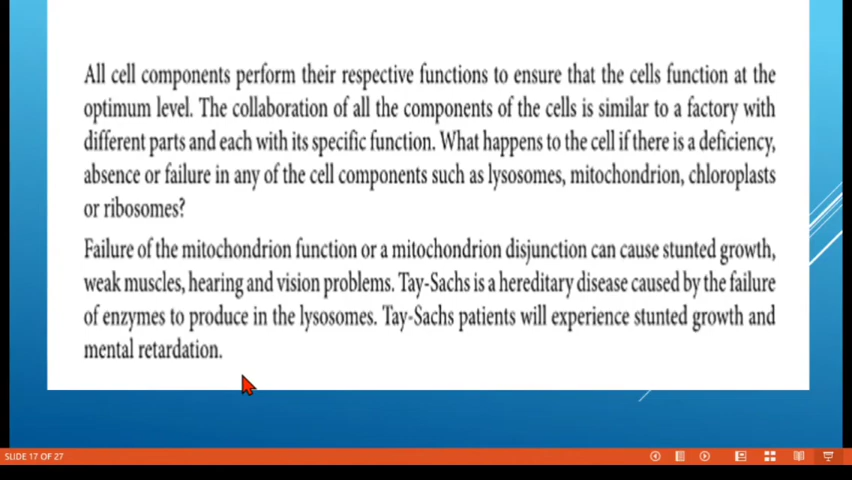 All cell components perform their respective functions to ensure that the cells function at the
optimum level. The collaboration of all the components of the cells is similar to a factory with
different parts and each with its specific function. What happens to the cell if there is a deficiency,
absence or failure in any of the cell components such as lysosomes, mitochondrion, chloroplasts
or ribosomes?
Failure of the mitochondrion function or a mitochondrion disjunction can cause stunted growth,
weak muscles, hearing and vision problems. Tay-Sachs is a hereditary disease caused by the failure
of enzymes to produce in the lysosomes. Tay-Sachs patients will experience stunted growth and
mental retardation.
SLIDE 17 OF 27